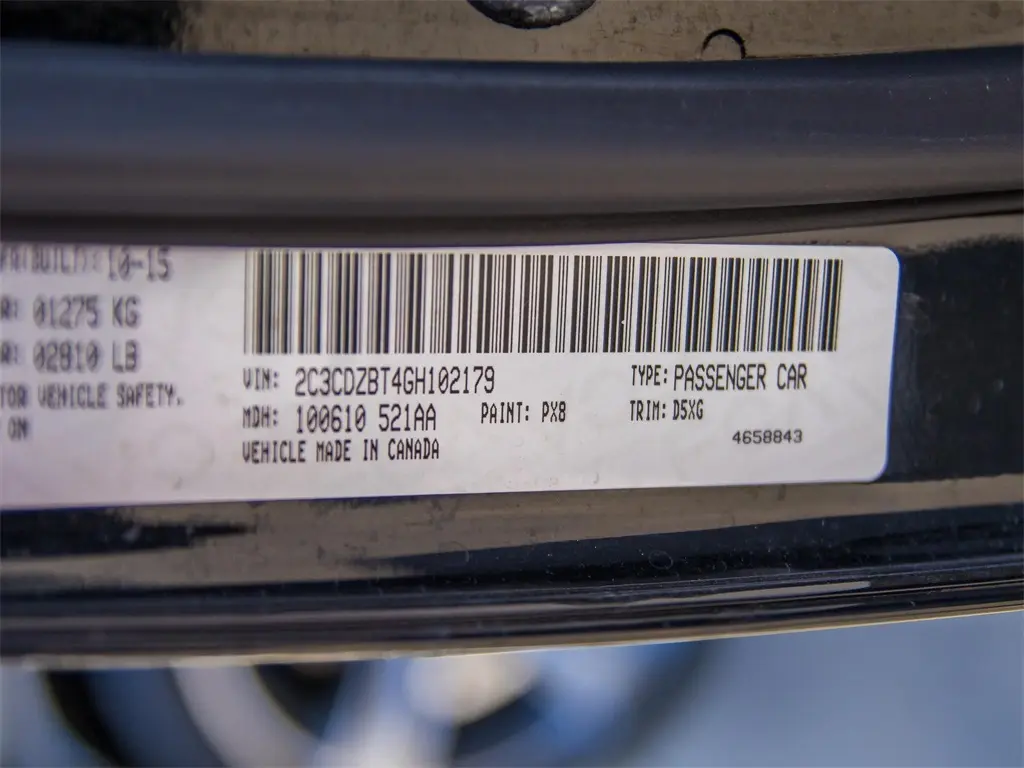 10-15
R: 01275 KG
R: 02810 LB
TOR VEHICLE SAFETY.
ON
VIN: 2C3CDZBT4GH102179 TYPE: PASSENGER CAR
MDH: 100610 521AA PAINT: PX8 TRIM: D5XG
VEHICLE MADE IN CANADA 4658843